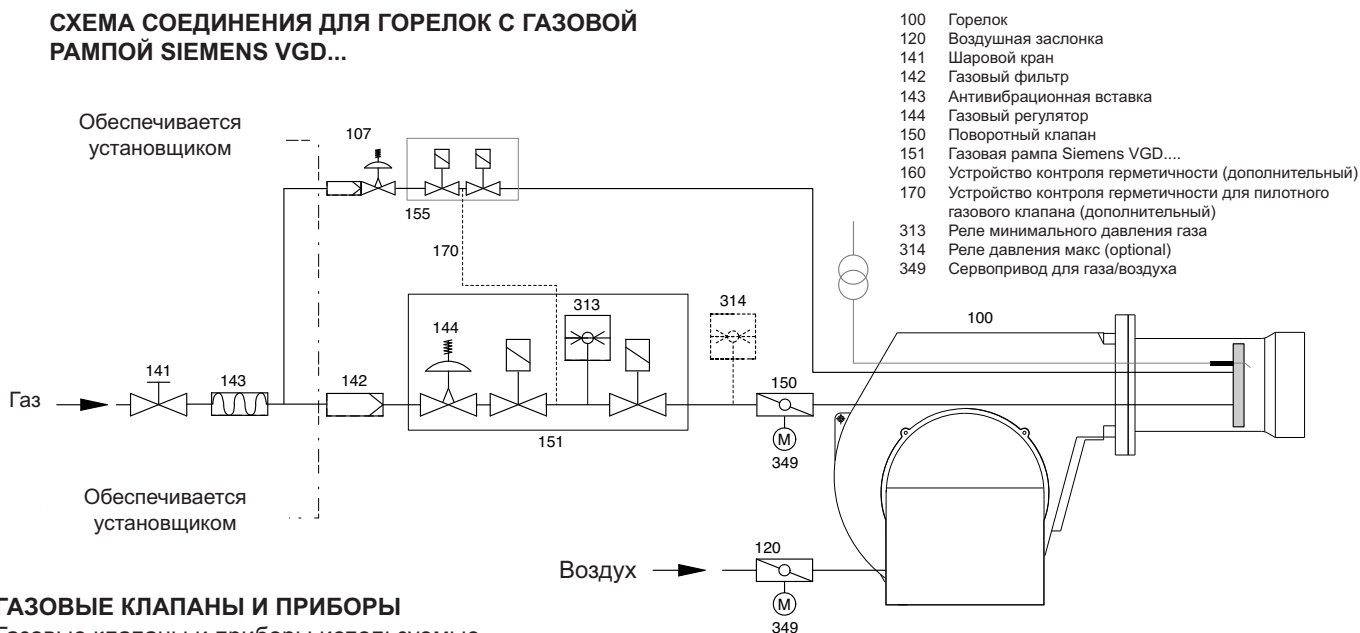 СХЕМА СОЕДИНЕНИЯ ДЛЯ ГОРЕЛОК С ГАЗОВОЙ
РАМПОЙ SIEMENS VGD...
100 Горелок
120 Воздушная заслонка
141 Шаровой кран
142 Газовый фильтр
143 Антивибрационная вставка
144 Газовый регулятор
150 Поворотный клапан
151 Газовая рампа Siemens VGD....
160 Устройство контроля герметичности (дополнительный)
170 Устройство контроля герметичности для пилотного
газового клапана (дополнительный)
313 Реле минимального давления газа
314 Реле давления макс (optional)
349 Сервопривод для газа/воздуха
Обеспечивается
установщиком
107
155
170
313
314
144
100
141
143
142
150
Газ
151
M
349
Обеспечивается
установщиком
120
Воздух
M
349
ГАЗОВЫЕ КЛАПАНЫ И ПРИБОРЫ
Газовые клапаны и приборы используемые